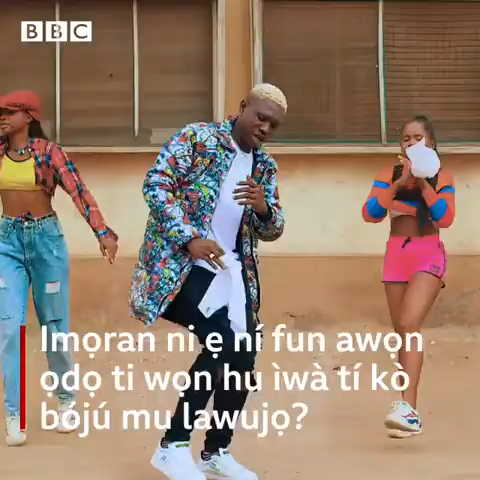 BBC
Imọran ni ẹ ní fun awọn
ọdọ ti wọn hu ìwà tí kò
bójú mu lawujọ?